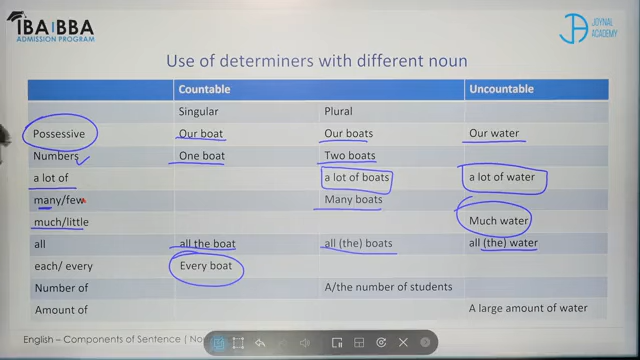 IBA|BBA
ADMISSION PROGRAM
JOYNAL
ACADEMY
Use of determiners with different noun
Countable Uncountable
Singular Plural
Possessive Our boat Our boats Our water
Numbers One boat Two boats
a lot of a lot of boats a lot of water
many/few Many boats
much/little Much water
all all the boat all (the) boats all (the) water
each/ every Every boat
Number of A/the number of students
Amount of A large amount of water
English – Components of Sentence